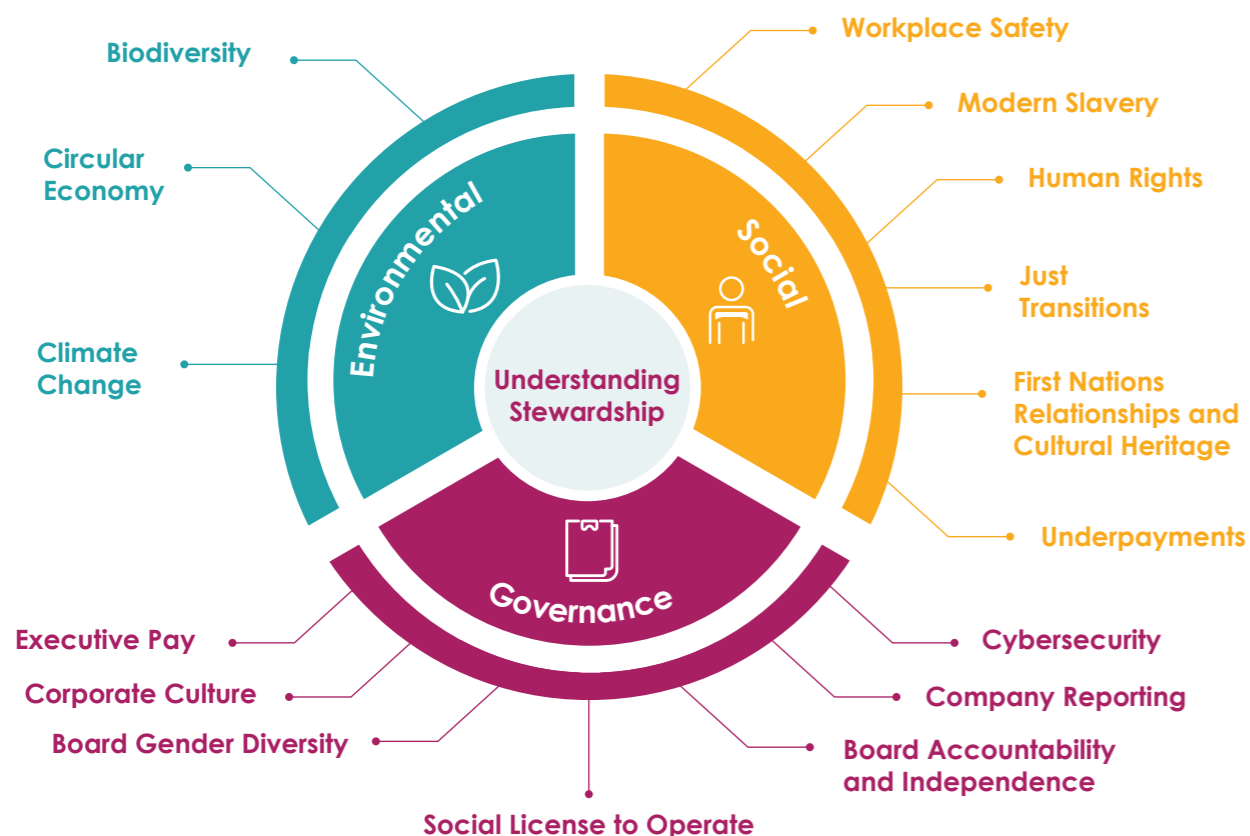 Biodiversity
Circular
Economy
Climate
Change
Environmental
Workplace Safety
Modern Slavery
Human Rights
Just
Transitions
First Nations
Relationships and
Cultural Heritage
Underpayments
Social
Understanding
Stewardship
Governance
Executive Pay
Corporate Culture
Board Gender Diversity
Social License to Operate
Board Accountability
and Independence
Company Reporting
Cybersecurity